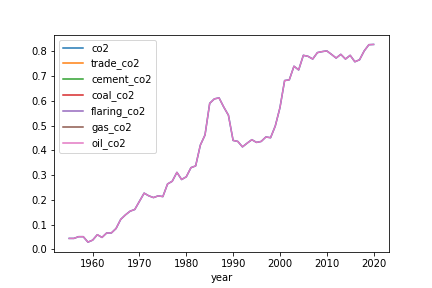 0.8
0.7
0.6
0.5
0.4
0.3
0.2
0.1
0.0
co2
trade_co2
cement_co2
coal_co2
flaring_co2
gas_co2
oil_co2
1960 1970 1980 1990 2000 2010 2020
year